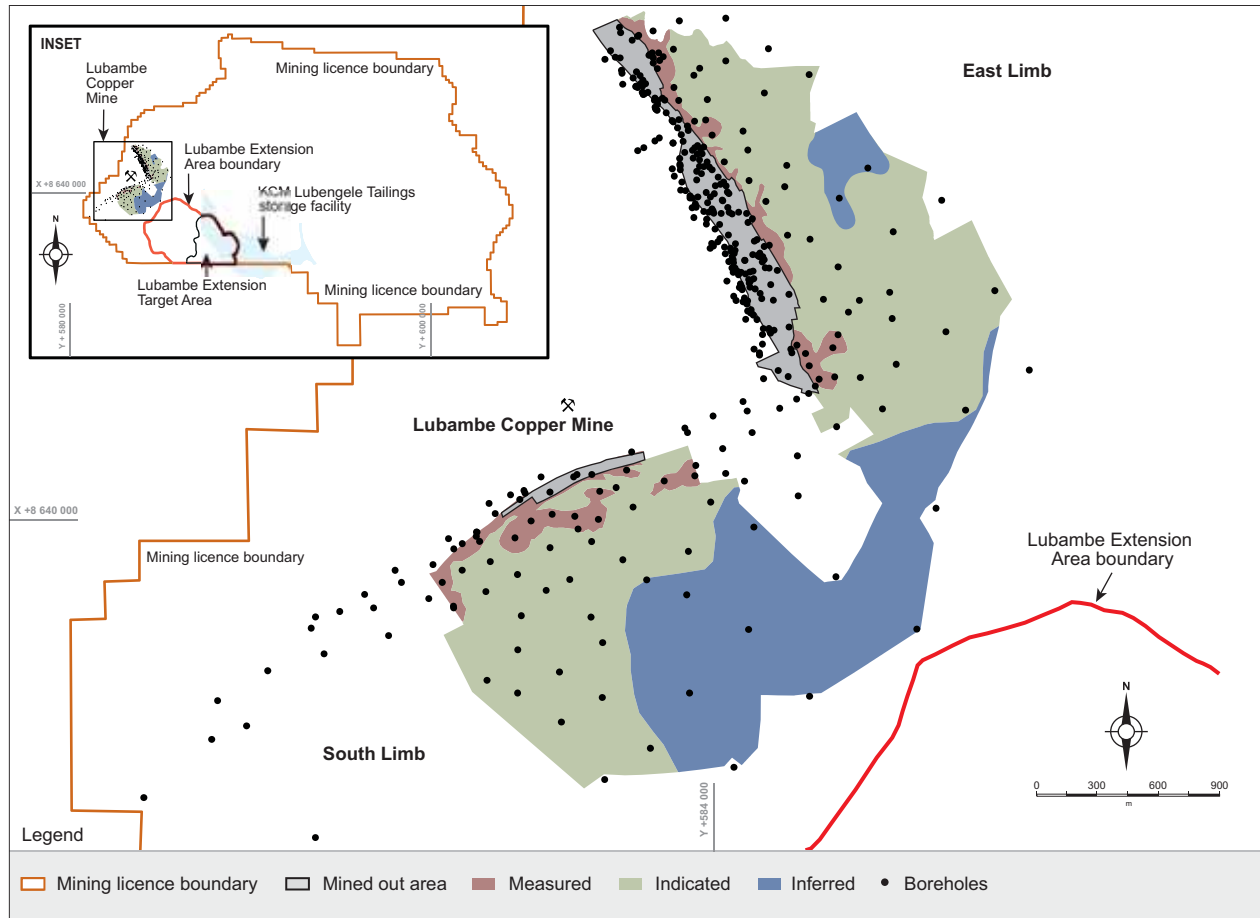 INSET
Mining licence boundary
Lubambe
Copper
Mine
Lubambe Extension
Area boundary
X +8 640 000
KCM Lubengele Tailings
storage facility
N
Lubambe Extension
Target Area
Mining licence boundary
Y + 580 000
Y + 600 000
East Limb
Lubambe Copper Mine
X +8 640 000
Mining licence boundary
Lubambe Extension
Area boundary
N
South Limb
Y +584 000
0 300 600 900
m
Legend
Mining licence boundary Mined out area Measured Indicated Inferred Boreholes